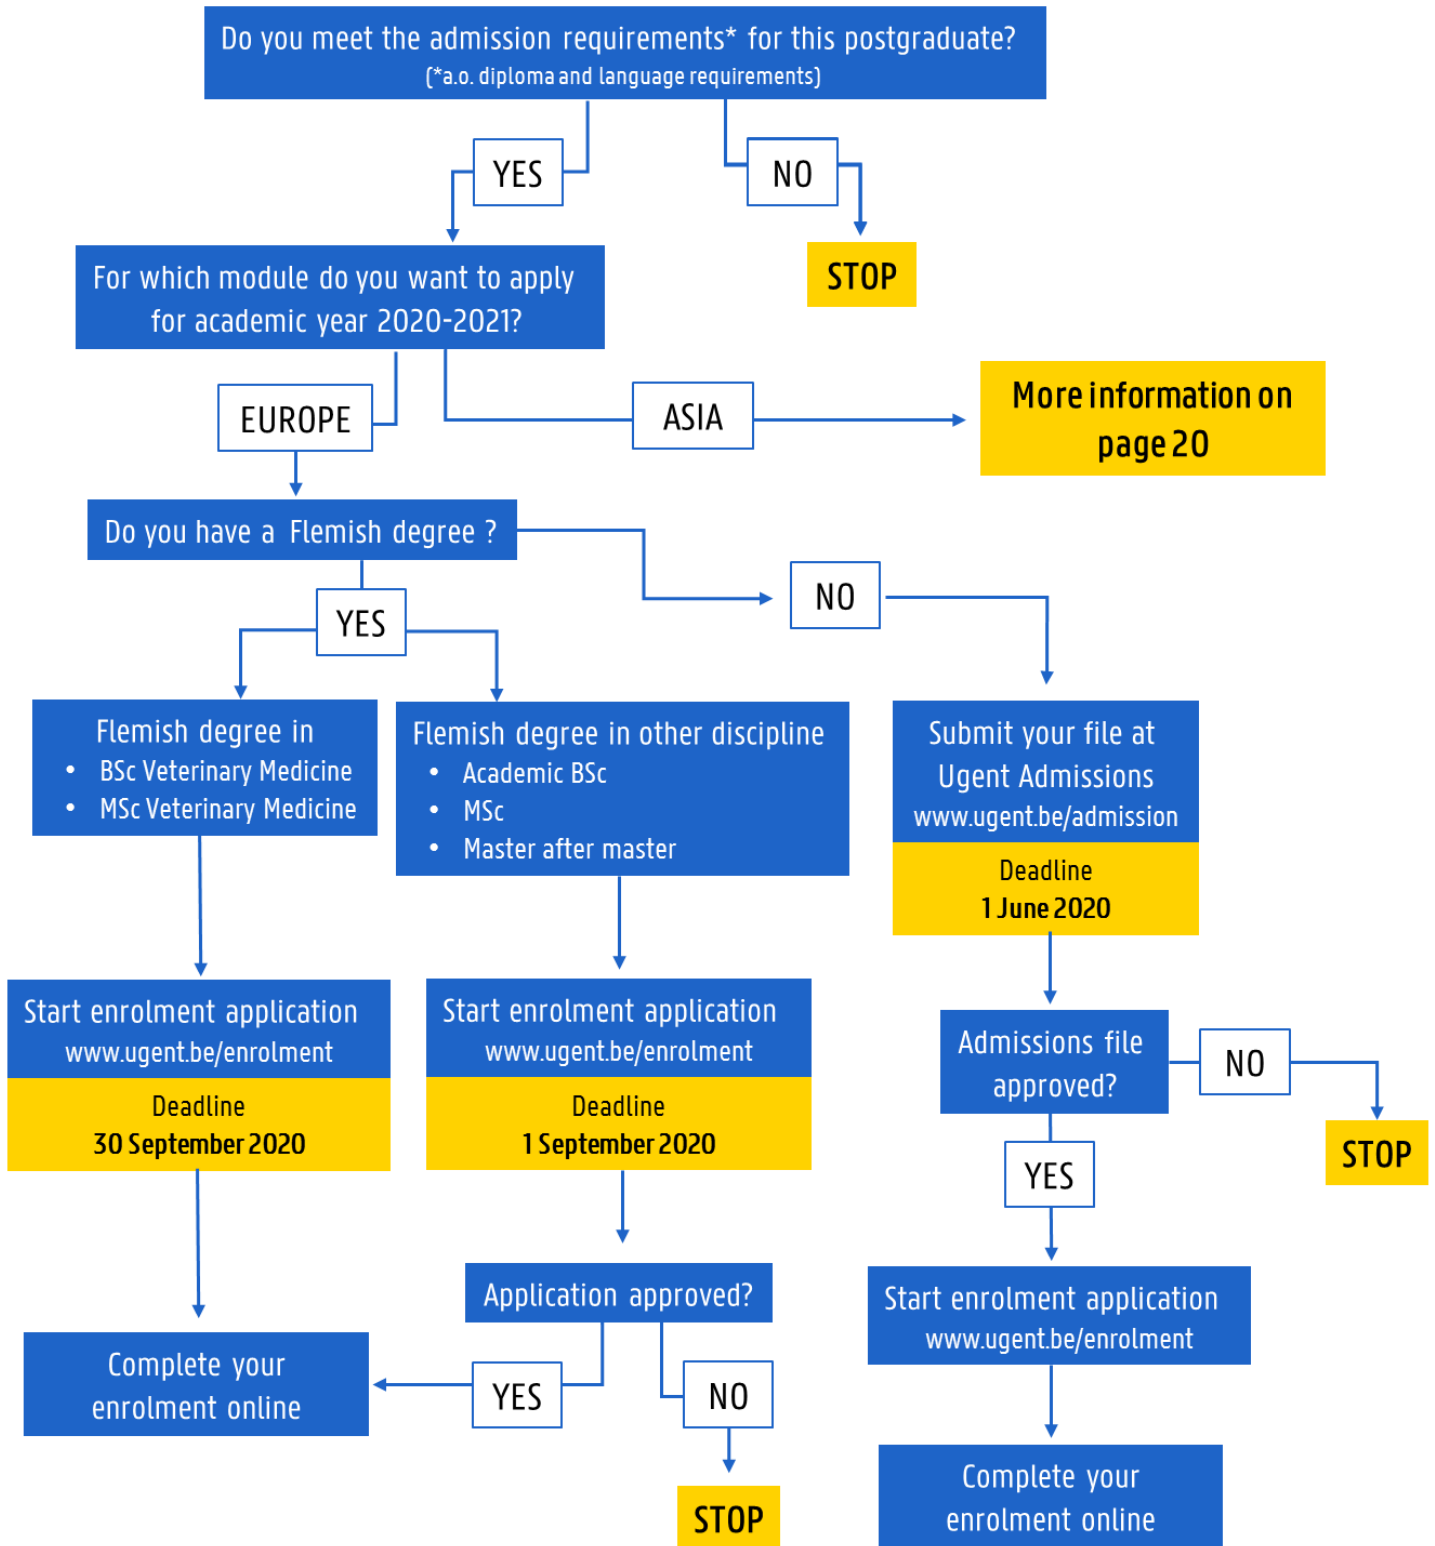 Do you meet the admission requirements* for this postgraduate?
(*a.o. diploma and language requirements)
YES
NO
STOP
For which module do you want to apply
for academic year 2020-2021?
EUROPE
ASIA
More information on
page 20
Do you have a Flemish degree ?
YES
NO
Flemish degree in
• BSc Veterinary Medicine
• MSc Veterinary Medicine
Flemish degree in other discipline
• Academic BSc
• MSc
• Master after master
Submit your file at
Ugent Admissions
www.ugent.be/admission
Deadline
1 June 2020
Start enrolment application
www.ugent.be/enrolment
Deadline
30 September 2020
Start enrolment application
www.ugent.be/enrolment
Deadline
1 September 2020
Admissions file
approved?
NO
STOP
YES
Application approved?
Start enrolment application
www.ugent.be/enrolment
Complete your
enrolment online
YES
NO
STOP
Complete your
enrolment online